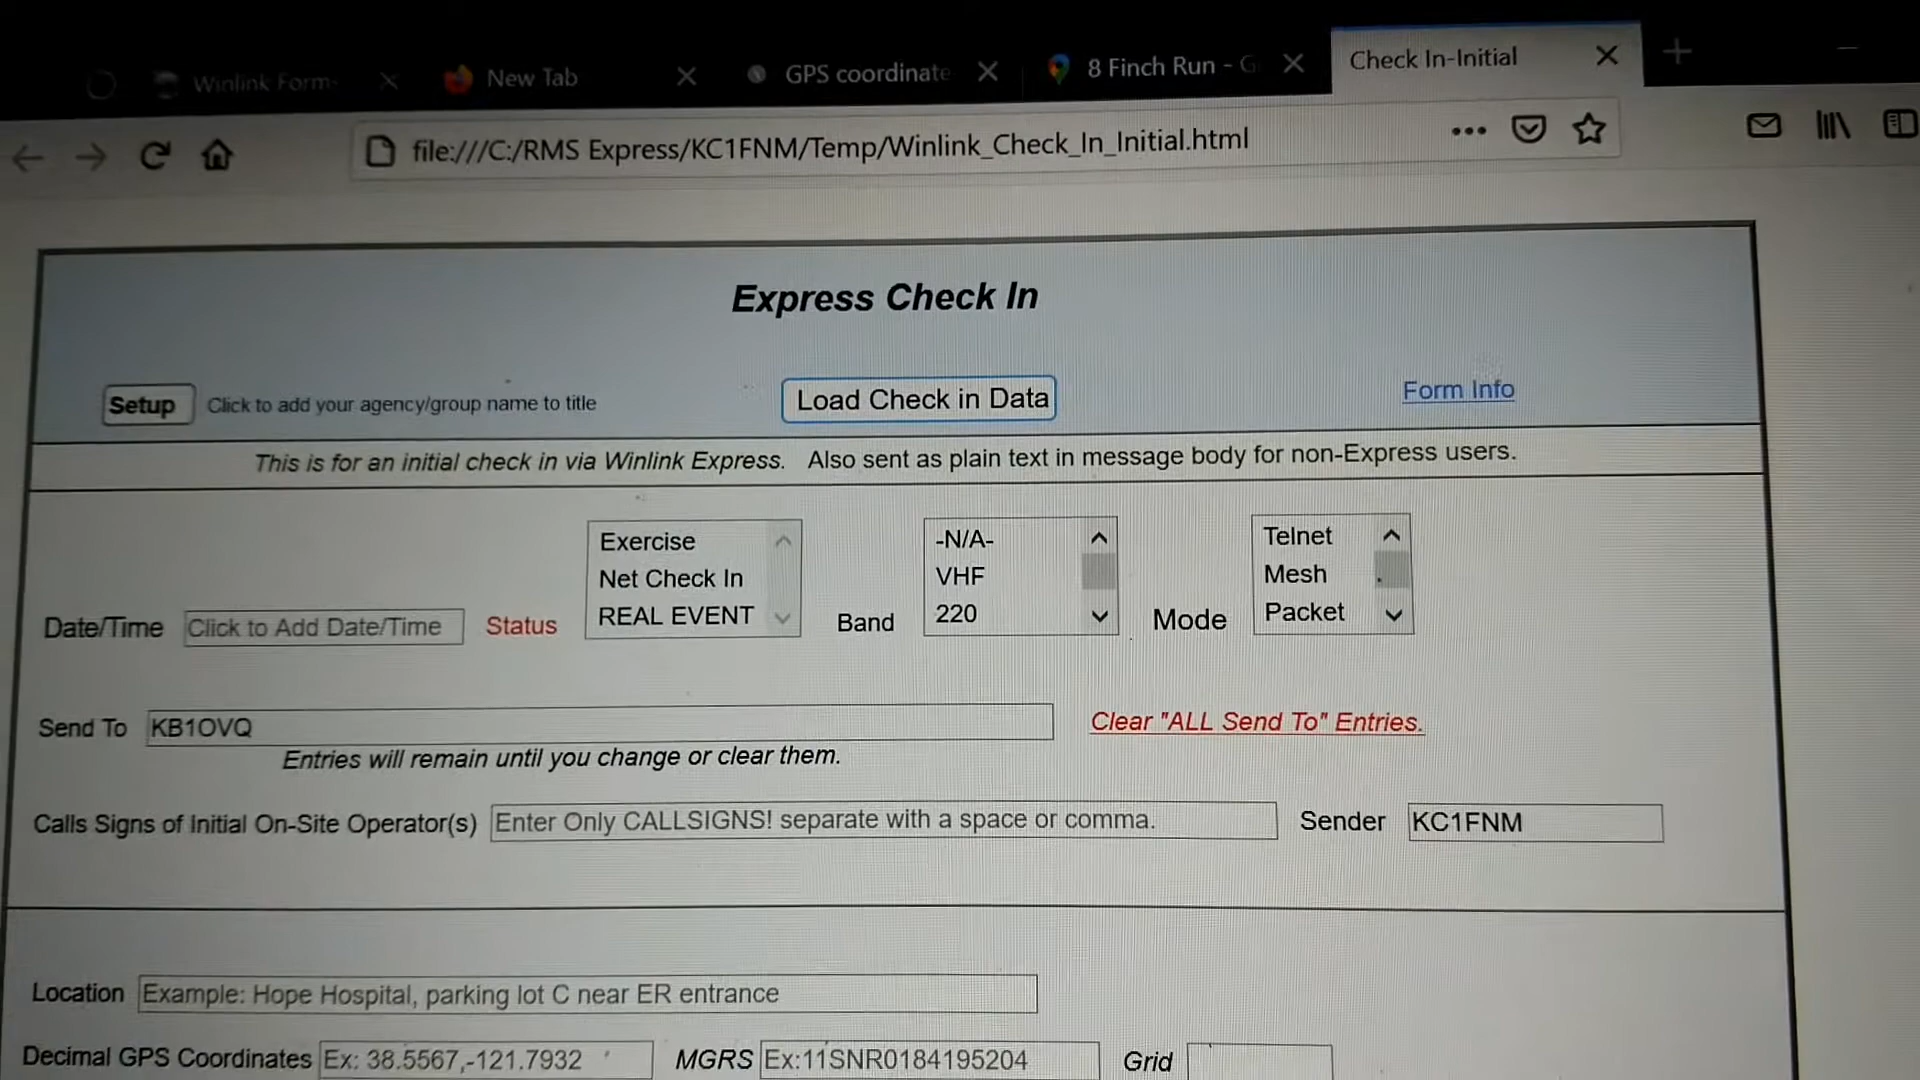 Winlink Form-
New Tab
GPS coordinate
8 Finch Run - G
Check In-Initial
file:///C:/RMS Express/KC1FNM/Temp/Winlink_Check_In_Initial.html
Express Check In
Setup Click to add your agency/group name to title
Load Check in Data
Form Info
This is for an initial check in via Winlink Express. Also sent as plain text in message body for non-Express users.
Date/Time Click to Add Date/Time
Status
Exercise
Net Check In
REAL EVENT
Band
-N/A-
VHF
220
Mode
Telnet
Mesh
Packet
Send To KB1OVQ
Clear "ALL Send To" Entries.
Entries will remain until you change or clear them.
Calls Signs of Initial On-Site Operator(s) Enter Only CALLSIGNS! separate with a space or comma.
Sender KC1FNM
Location Example: Hope Hospital, parking lot C near ER entrance
Decimal GPS Coordinates Ex: 38.5567,-121.7932 MGRS Ex:11SNR0184195204 Grid